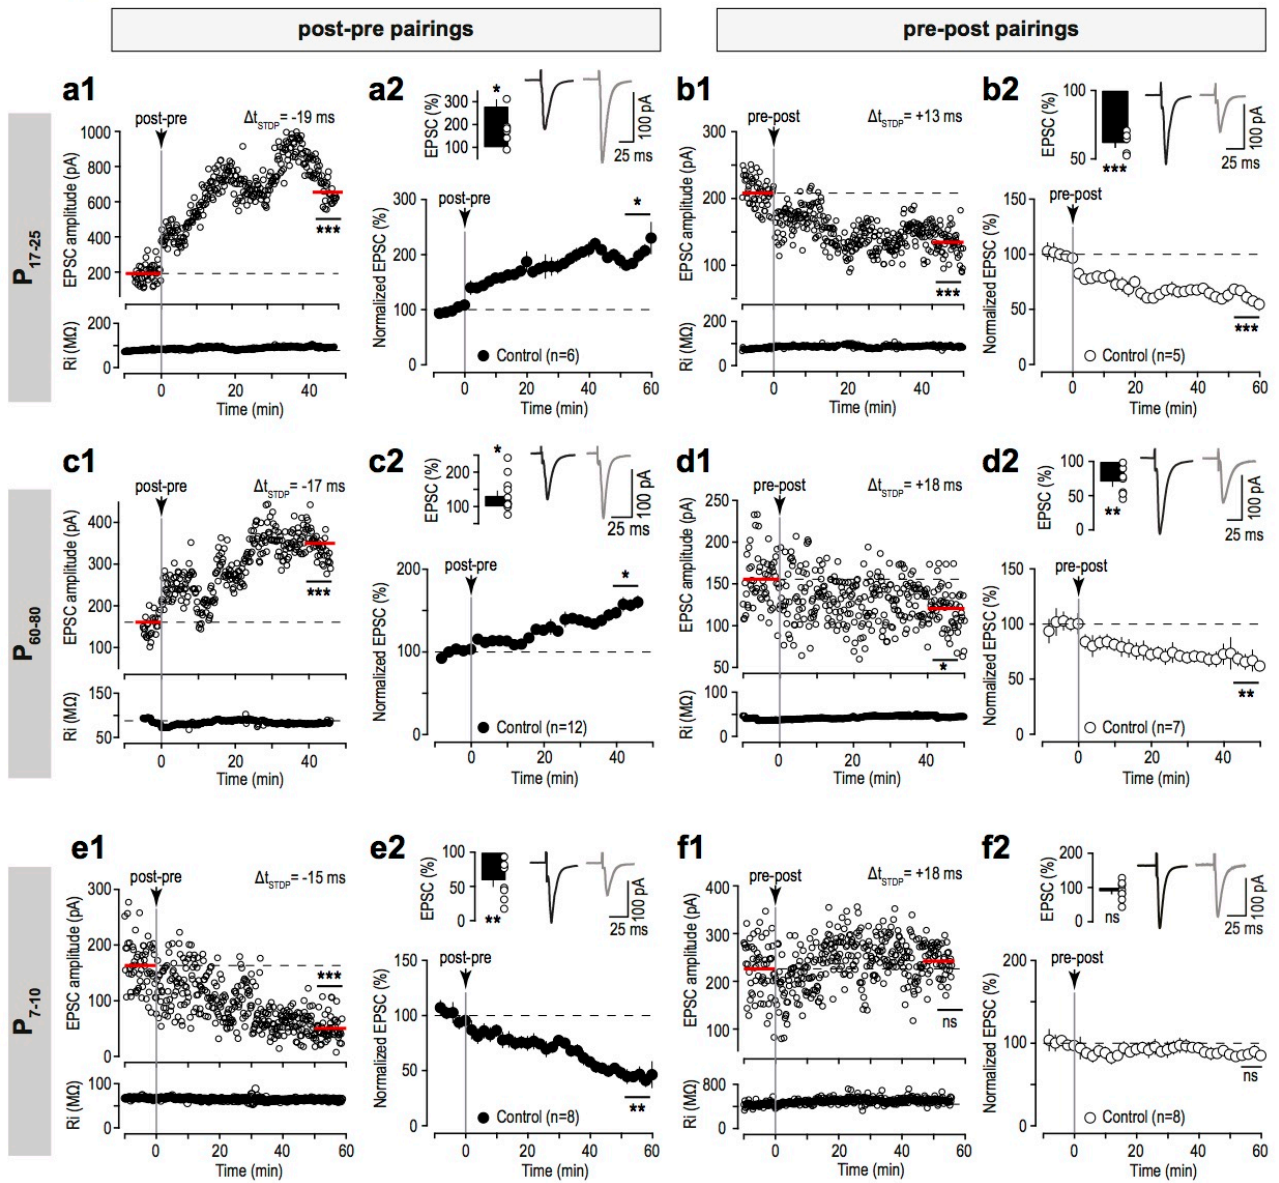 post-pre pairings
pre-post pairings
P17-25
a1
post-pre
ΔtSTDP= -19 ms
1000
800
600
400
200
EPSC amplitude (pA)
***
200
0
Ri (MΩ)
0 20 40
Time (min)
a2
300
200
100
EPSC (%)
*
100 pA
25 ms
post-pre
300
200
100
0
Normalized EPSC (%)
*
Control (n=6)
0 20 40 60
Time (min)
b1
pre-post
ΔtSTDP= +13 ms
300
200
100
EPSC amplitude (pA)
***
200
0
Ri (MΩ)
0 20 40
Time (min)
b2
100
50
EPSC (%)
***
100 pA
25 ms
pre-post
150
100
50
0
Normalized EPSC (%)
***
Control (n=5)
0 20 40 60
Time (min)
P60-80
c1
post-pre
ΔtSTDP= -17 ms
400
300
200
100
EPSC amplitude (pA)
***
150
50
Ri (MΩ)
0 20 40
Time (min)
c2
200
100
0
EPSC (%)
*
100 pA
25 ms
post-pre
200
100
0
Normalized EPSC (%)
*
Control (n=12)
0 20 40
Time (min)
d1
pre-post
ΔtSTDP= +18 ms
250
200
150
100
50
EPSC amplitude (pA)
*
100
0
Ri (MΩ)
0 20 40
Time (min)
d2
100
50
0
EPSC (%)
**
100 pA
25 ms
pre-post
150
100
50
0
Normalized EPSC (%)
**
Control (n=7)
0 20 40
Time (min)
P7-10
e1
post-pre
ΔtSTDP= -15 ms
300
200
100
0
EPSC amplitude (pA)
***
100
0
Ri (MΩ)
0 20 40 60
Time (min)
e2
100
50
0
EPSC (%)
**
100 pA
25 ms
post-pre
150
100
50
0
Normalized EPSC (%)
**
Control (n=8)
0 20 40 60
Time (min)
f1
pre-post
ΔtSTDP= +18 ms
400
300
200
100
EPSC amplitude (pA)
ns
800
0
Ri (MΩ)
0 20 40 60
Time (min)
f2
200
100
0
EPSC (%)
ns
100 pA
25 ms
pre-post
200
100
0
Normalized EPSC (%)
ns
Control (n=8)
0 20 40 60
Time (min)